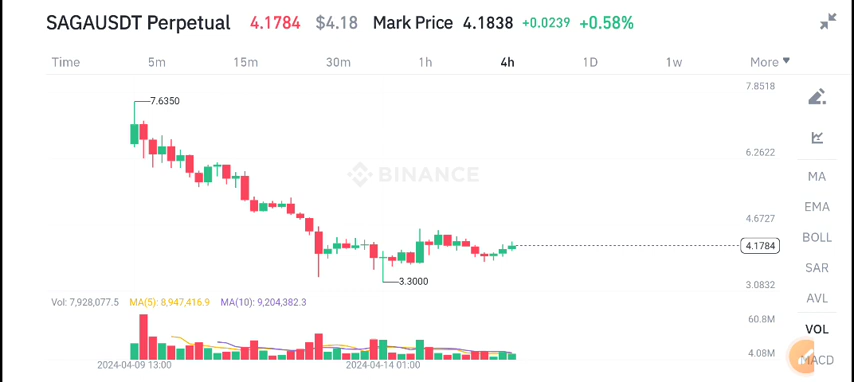 SAGAUSDT Perpetual 4.1784 $4.18 Mark Price 4.1838 +0.0239 +0.58%
Time 5m 15m 30m 1h 4h 1D 1w More
7.8518
7.6350
6.2622
BINANCE
MA
EMA
4.6727
BOLL
4.1784
SAR
3.3000
3.0832
AVL
Vol: 7,928,077.5 MA(5): 8,947,416.9 MA(10): 9,204,382.3
60.8M
VOL
4.08M
MACD
2024-04-09 13:00 2024-04-14 01:00